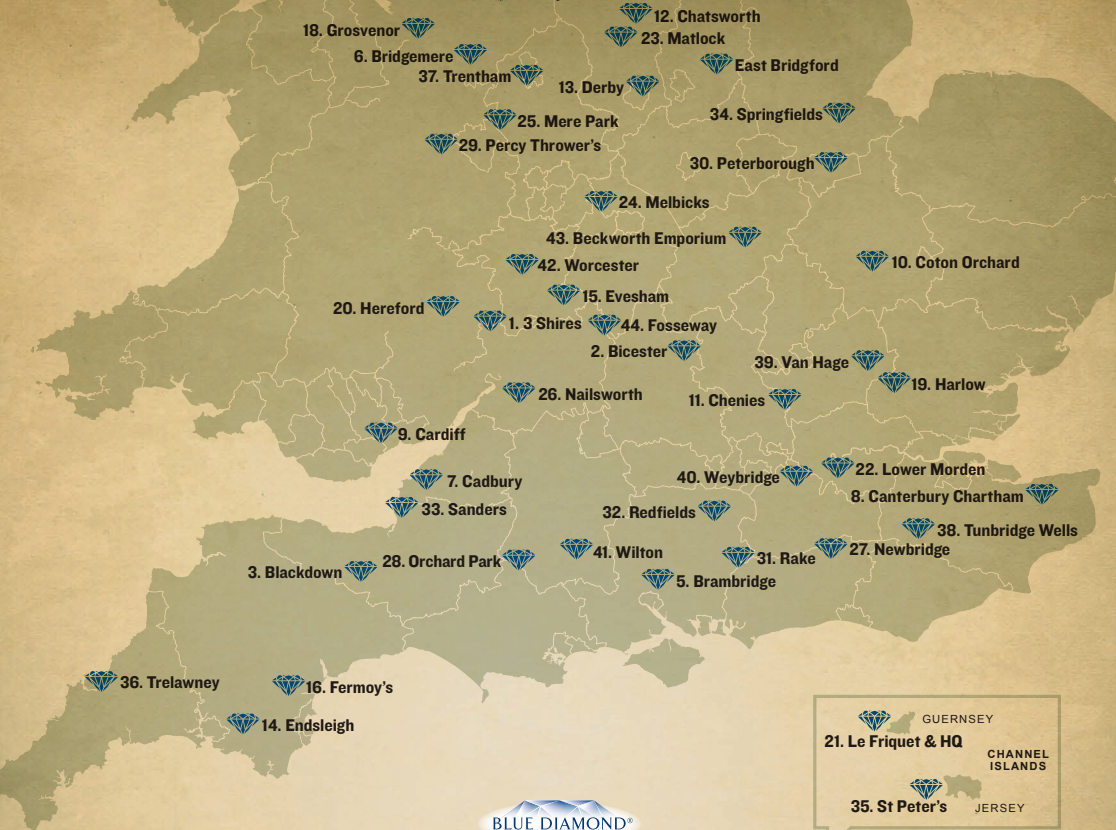 12. Chatsworth
18. Grosvenor
23. Matlock
6. Bridgemere
East Bridgford
37. Trentham
13. Derby
34. Springfields
25. Mere Park
29. Percy Thrower's
30. Peterborough
24. Melbicks
43. Beckworth Emporium
10. Coton Orchard
42. Worcester
15. Evesham
20. Hereford
1. 3 Shires
44. Fosseway
2. Bicester
39. Van Hage
19. Harlow
26. Nailsworth
11. Chenies
9. Cardiff
22. Lower Morden
40. Weybridge
7. Cadbury
8. Canterbury Chartham
33. Sanders
32. Redfields
38. Tunbridge Wells
27. Newbridge
41. Wilton
31. Rake
28. Orchard Park
3. Blackdown
5. Brambridge
36. Trelawney
16. Fermoy's
14. Endsleigh
GUERNSEY
21. Le Friquet & HQ
CHANNEL
ISLANDS
35. St Peter's
JERSEY
BLUE DIAMOND®